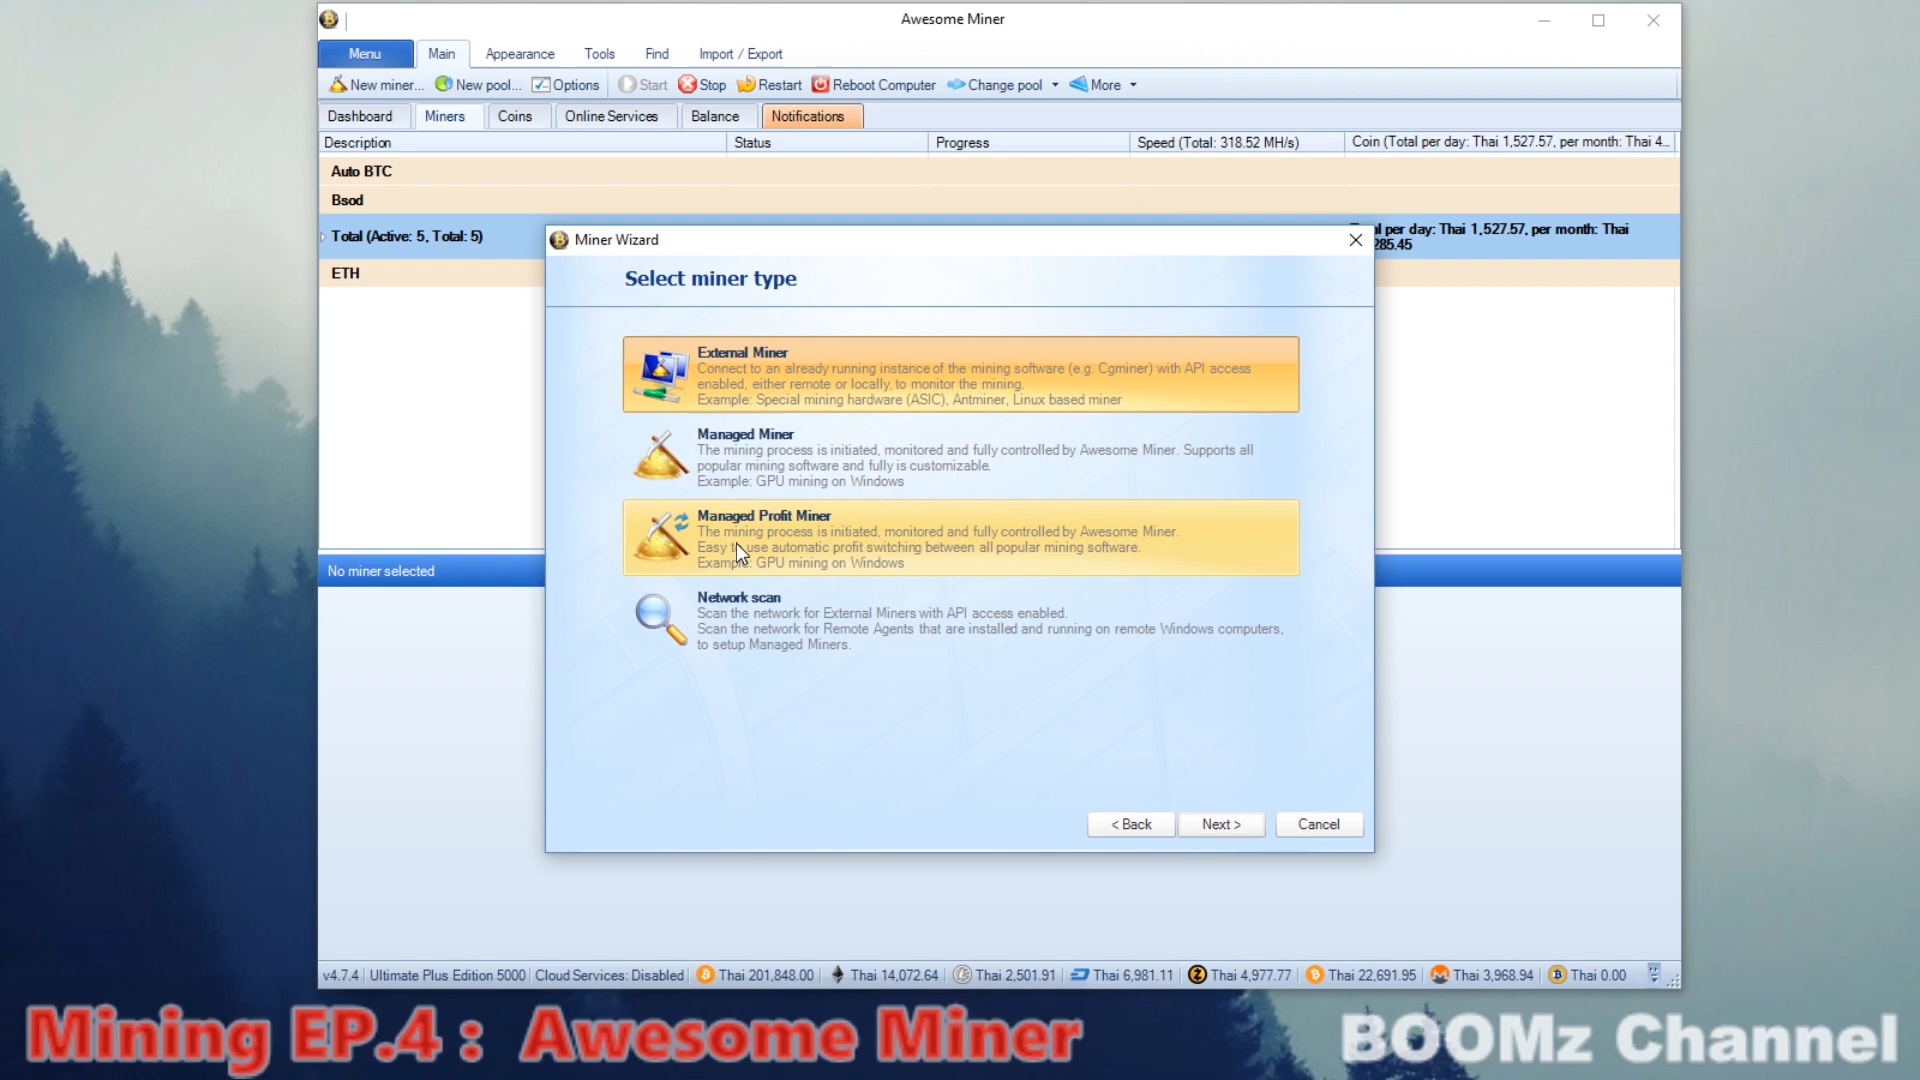 Awesome Miner
Menu Main Appearance Tools Find Import / Export
New miner... New pool... Options Start Stop Restart Reboot Computer Change pool More
Dashboard Miners Coins Online Services Balance Notifications
Description Status Progress Speed (Total: 318.52 MH/s) Coin (Total per day: Thai 1,527.57, per month: Thai 4...
Auto BTC
Bsod
Total (Active: 5, Total: 5) per day: Thai 1,527.57, per month: Thai
285.45
ETH
Miner Wizard
Select miner type
External Miner
Connect to an already running instance of the mining software (e.g. Cgminer) with API access
enabled, either remote or locally, to monitor the mining.
Example: Special mining hardware (ASIC), Antminer, Linux based miner
Managed Miner
The mining process is initiated, monitored and fully controlled by Awesome Miner. Supports all
popular mining software and fully is customizable.
Example: GPU mining on Windows
Managed Profit Miner
The mining process is initiated, monitored and fully controlled by Awesome Miner.
Easy to use automatic profit switching between all popular mining software.
Example: GPU mining on Windows
Network scan
Scan the network for External Miners with API access enabled.
Scan the network for Remote Agents that are installed and running on remote Windows computers,
to setup Managed Miners.
No miner selected
< Back Next > Cancel
v4.7.4 Ultimate Plus Edition 5000 Cloud Services: Disabled Thai 201,848.00 Thai 14,072.64 Thai 2,501.91 Thai 6,981.11 Thai 4,977.77 Thai 22,691.95 Thai 3,968.94 Thai 0.00
Mining EP.4 : Awesome Miner
BOOMz Channel